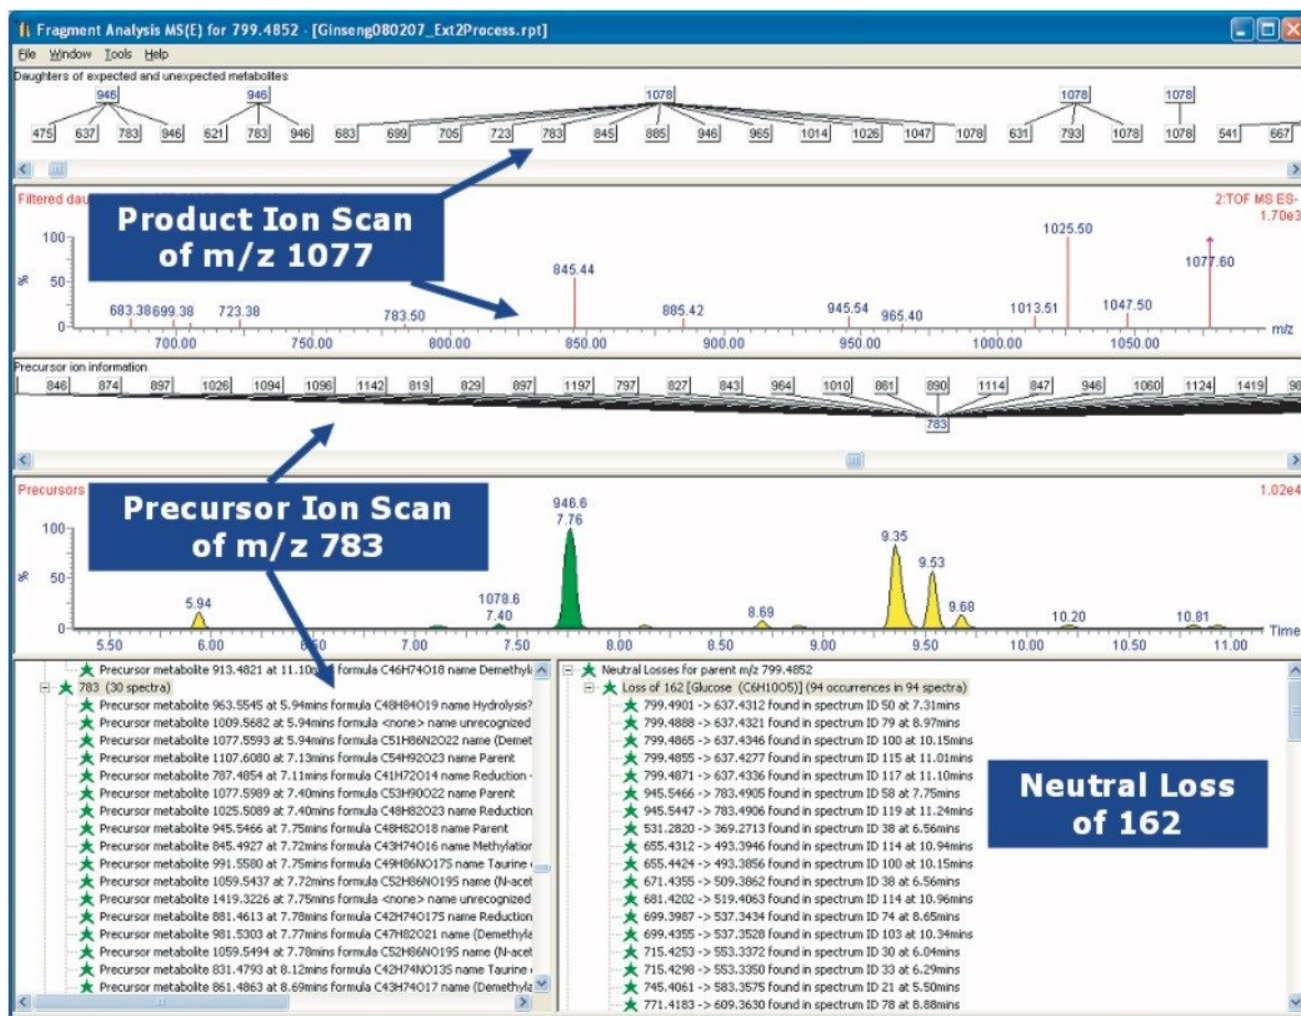 Fragment Analysis MS(E) for 799.4852 - [Ginseng080207_Ext2Process.rpt]
File Window Tools Help
Daughters of expected and unexpected metabolites
946 946 1078 1078 1078
475 637 783 946 621 783 946 683 699 705 723 783 845 885 946 965 1014 1026 1047 1078 631 793 1078 1078 541 667
Filtered
Product Ion Scan
of m/z 1077
2:TOF MS ES-
1.70e3
100
%
50
0
683.38 699.38 723.38 783.50 845.44 885.42 945.54 965.40 1013.51 1025.50 1047.50 1077.60
700.00 750.00 800.00 850.00 900.00 950.00 1000.00 1050.00 m/z
Precursor ion information
846 874 897 1026 1094 1096 1142 819 829 897 1197 797 827 843 964 1010 861 890 1114 847 946 1060 1124 1419
783
Precursors
Precursor Ion Scan
of m/z 783
1.02e4
100
%
50
0
5.94
1078.6
7.40
946.6
7.76
8.69
9.35
9.53
9.68
10.20
10.81
5.50 6.00 6.50 7.00 7.50 8.00 8.50 9.00 9.50 10.00 10.50 11.00 Time
Precursor metabolite 913.4821 at 11.10mins formula C46H74O18 name Demethyl
783 (30 spectra)
Precursor metabolite 963.5545 at 5.94mins formula C48H84O19 name Hydrolysis?
Precursor metabolite 1009.5682 at 5.94mins formula <none> name unrecognized
Precursor metabolite 1077.5593 at 5.94mins formula C51H86N2O22 name (Demet
Precursor metabolite 1107.6080 at 7.13mins formula C54H92O23 name Parent
Precursor metabolite 787.4854 at 7.11mins formula C41H72O14 name Reduction -
Precursor metabolite 1077.5989 at 7.40mins formula C53H90O22 name Parent
Precursor metabolite 1025.5089 at 7.40mins formula C48H82O23 name Reduction
Precursor metabolite 945.5466 at 7.75mins formula C48H82O18 name Parent
Precursor metabolite 845.4927 at 7.72mins formula C43H74O16 name Methylation
Precursor metabolite 991.5580 at 7.75mins formula C49H86NO17S name Taurine
Precursor metabolite 1059.5437 at 7.72mins formula C52H86NO19S name (N-acet
Precursor metabolite 1419.3226 at 7.75mins formula <none> name unrecognized
Precursor metabolite 881.4613 at 7.78mins formula C42H74O17S name Reduction
Precursor metabolite 981.5303 at 7.77mins formula C47H82O21 name (Demethyla
Precursor metabolite 1059.5494 at 7.78mins formula C52H86NO19S name (N-acet
Precursor metabolite 831.4793 at 8.12mins formula C42H74NO13S name Taurine
Precursor metabolite 861.4863 at 8.69mins formula C43H74O17 name (Demethyla
Neutral Losses for parent m/z 799.4852
Loss of 162 [Glucose (C6H10O5)] (94 occurrences in 94 spectra)
799.4901 -> 637.4312 found in spectrum ID 50 at 7.31mins
799.4888 -> 637.4321 found in spectrum ID 79 at 8.97mins
799.4865 -> 637.4346 found in spectrum ID 100 at 10.15mins
799.4855 -> 637.4277 found in spectrum ID 115 at 11.01mins
799.4871 -> 637.4336 found in spectrum ID 117 at 11.10mins
945.5466 -> 783.4905 found in spectrum ID 58 at 7.75mins
945.5447 -> 783.4906 found in spectrum ID 119 at 11.24mins
531.2820 -> 369.2713 found in spectrum ID 38 at 6.56mins
655.4312 -> 493.3946 found in spectrum ID 114 at 10.94mins
655.4424 -> 493.3856 found in spectrum ID 100 at 10.15mins
671.4355 -> 509.3862 found in spectrum ID 38 at 6.56mins
681.4202 -> 519.4063 found in spectrum ID 114 at 10.96mins
699.3987 -> 537.3434 found in spectrum ID 74 at 8.65mins
699.4355 -> 537.3528 found in spectrum ID 103 at 10.34mins
715.4253 -> 553.3372 found in spectrum ID 30 at 6.04mins
715.4298 -> 553.3350 found in spectrum ID 33 at 6.29mins
745.4061 -> 583.3575 found in spectrum ID 21 at 5.50mins
771.4183 -> 609.3630 found in spectrum ID 78 at 8.88mins
Neutral Loss
of 162